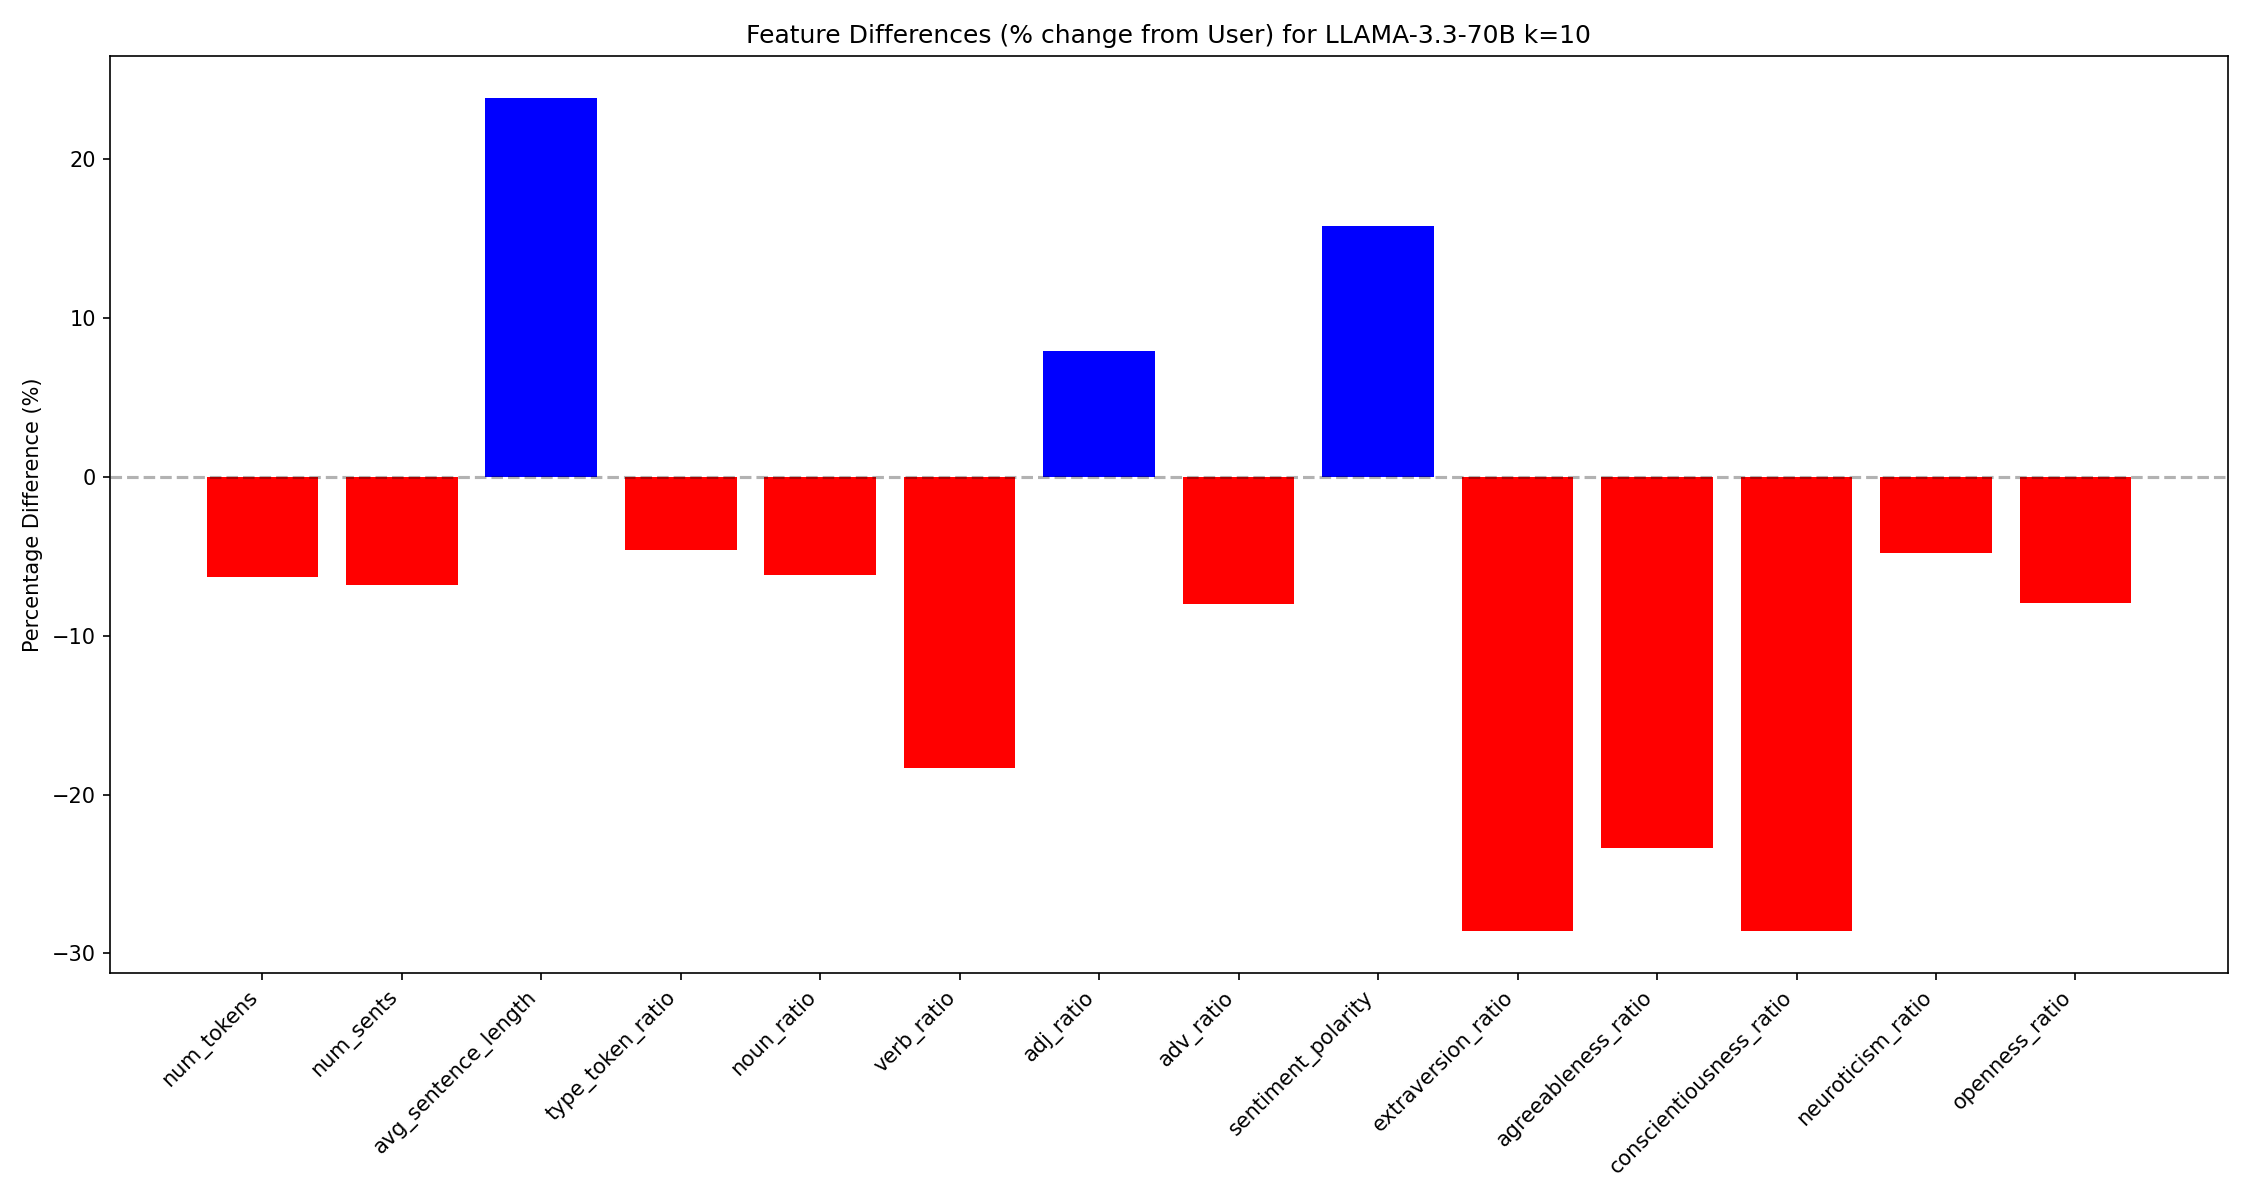 Feature Differences (% change from User) for LLAMA-3.3-70B k=10
Percentage Difference (%)
20
10
0
−10
−20
−30
num_tokens
num_sents
avg_sentence_length
type_token_ratio
noun_ratio
verb_ratio
adj_ratio
adv_ratio
sentiment_polarity
extraversion_ratio
agreeableness_ratio
conscientiousness_ratio
neuroticism_ratio
openness_ratio